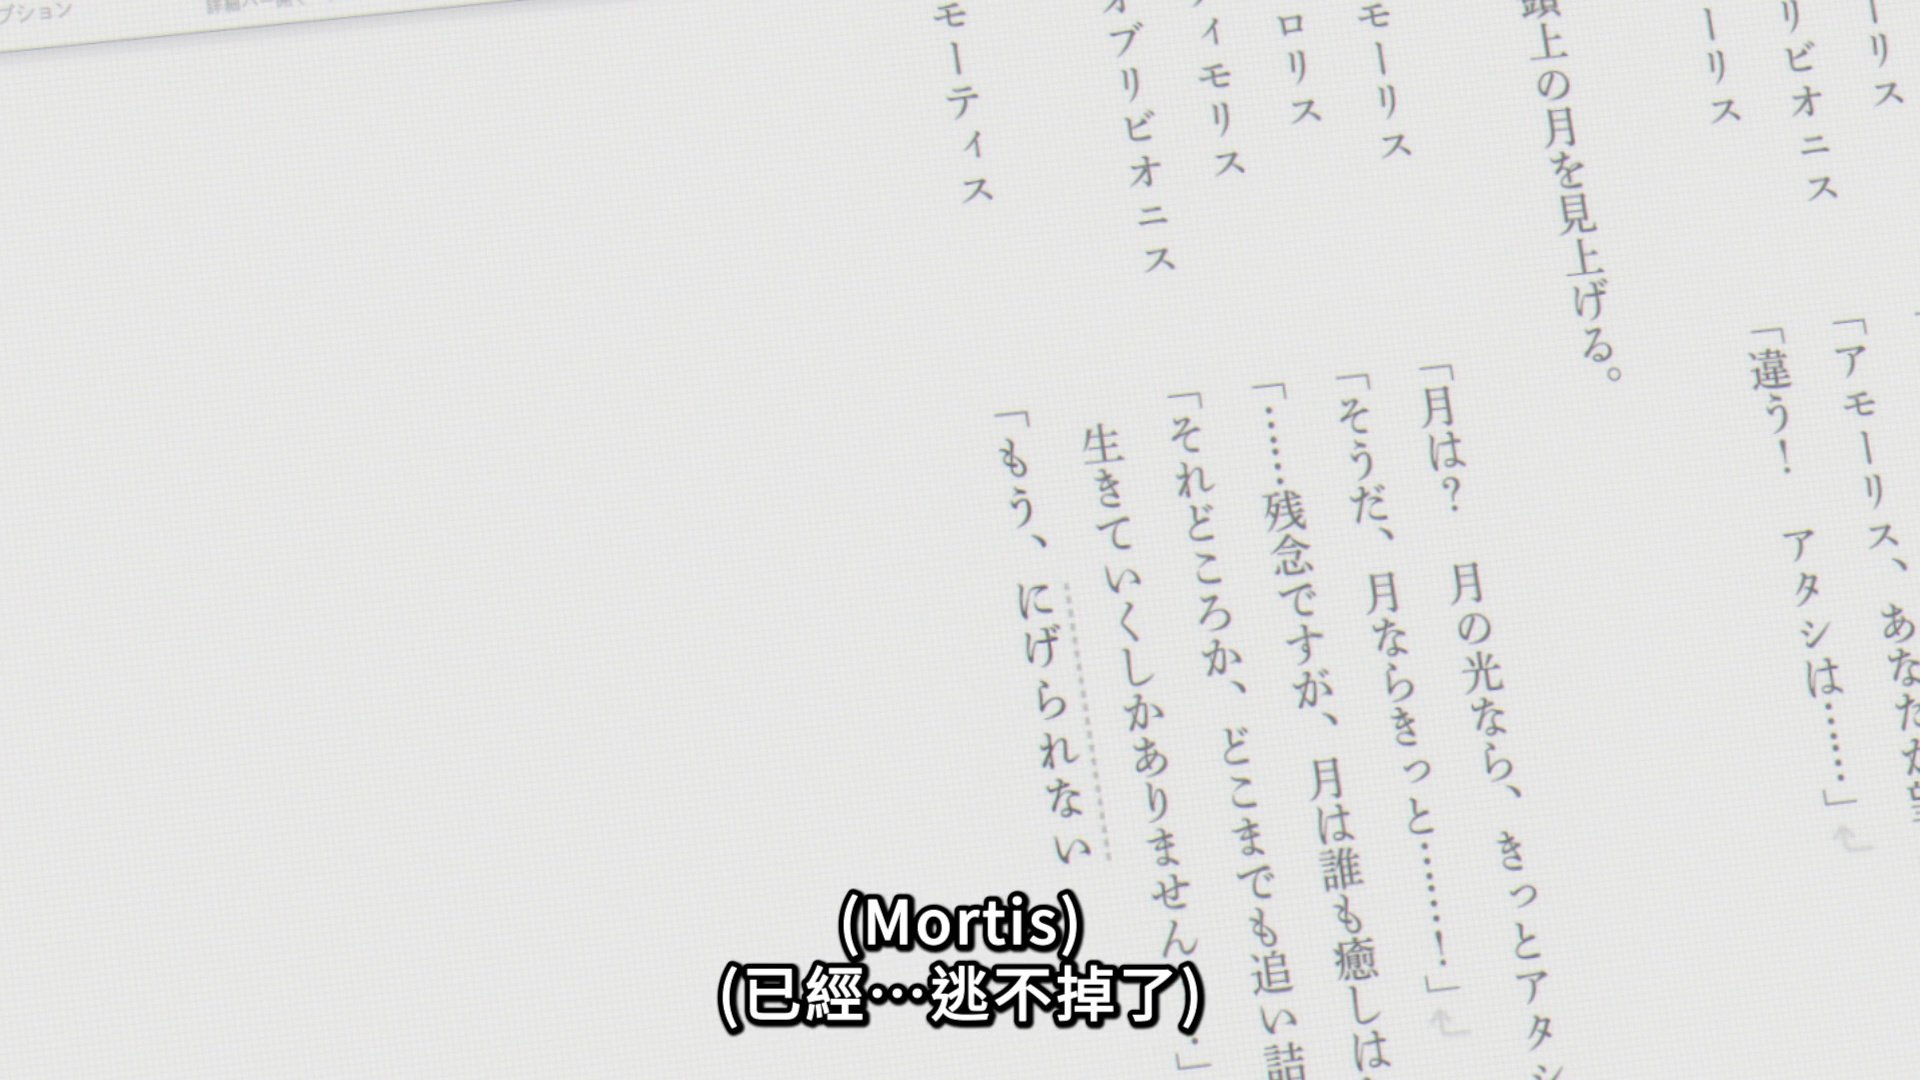 プション
ーリス
リビオニス 「アモーリス、あなたが望
ーリス 「違う! アタシは……」
頭上の月を見上げる。
モーリス 「月は? 月の光なら、きっとアタシ
ロリス 「そうだ、月ならきっと……!」
ィモリス 「……残念ですが、月は誰も癒しは
オブリビオニス 「それどころか、どこまでも追い詰
生きていくしかありません
モーティス 「もう、にげられない
(Mortis)
(已經…逃不掉了)